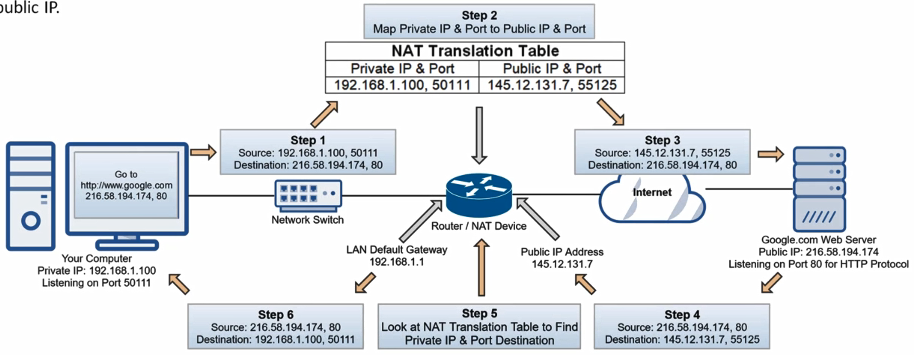 public IP.
Step 2
Map Private IP & Port to Public IP & Port
NAT Translation Table
Private IP & Port
Public IP & Port
192.168.1.100, 50111
145.12.131.7, 55125
Step 1
Source: 192.168.1.100, 50111
Destination: 216.58.194.174, 80
Step 3
Source: 145.12.131.7, 55125
Destination: 216.58.194.174, 80
Go to
http://www.google.com
216.58.194.174, 80
Network Switch
Router / NAT Device
Internet
Your Computer
Private IP: 192.168.1.100
Listening on Port 50111
LAN Default Gateway
192.168.1.1
Public IP Address
145.12.131.7
Google.com Web Server
Public IP: 216.58.194.174
Listening on Port 80 for HTTP Protocol
Step 6
Source: 216.58.194.174, 80
Destination: 192.168.1.100, 50111
Step 5
Look at NAT Translation Table to Find
Private IP & Port Destination
Step 4
Source: 216.58.194.174, 80
Destination: 145.12.131.7, 55125